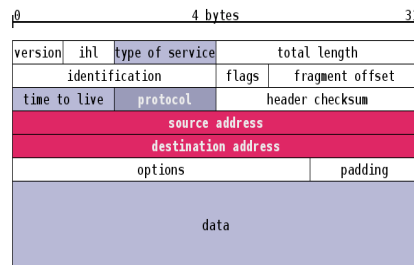 0 4 bytes 31
version ihl type of service total length
identification flags fragment offset
time to live protocol header checksum
source address
destination address
options padding
data